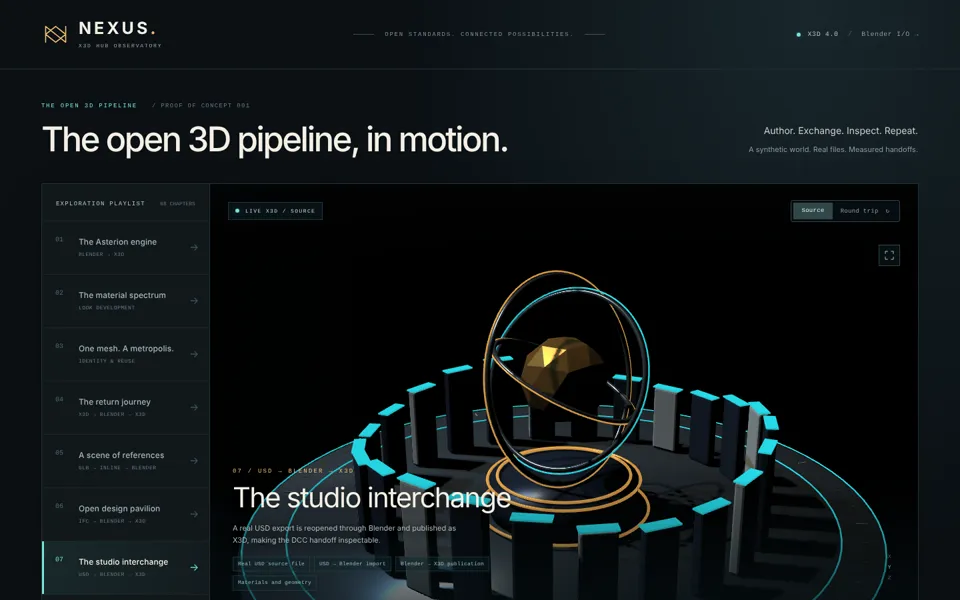 NEXUS.
X3D HUB OBSERVATORY
OPEN STANDARDS. CONNECTED POSSIBILITIES.
X3D 4.0 / Blender I/O
THE OPEN 3D PIPELINE / PROOF OF CONCEPT 001
The open 3D pipeline, in motion.
Author. Exchange. Inspect. Repeat.
A synthetic world. Real files. Measured handoffs.
EXPLORATION PLAYLIST
CHAPTERS
01 The Asterion engine
BLENDER → X3D
02 The material spectrum
LOOK DEVELOPMENT
03 One mesh. A metropolis.
IDENTITY & REUSE
04 The return journey
X3D → BLENDER → X3D
05 A scene of references
GLB → INLINE → BLENDER
06 Open design pavilion
IFC → BLENDER → X3D
07 The studio interchange
USD → BLENDER → X3D
LIVE X3D / SOURCE
Source
Round trip ↻
07 / USD → BLENDER → X3D
The studio interchange
A real USD export is reopened through Blender and published as
X3D, making the DCC handoff inspectable.
Real USD source file
USD → Blender import
Blender → X3D publication
Materials and geometry